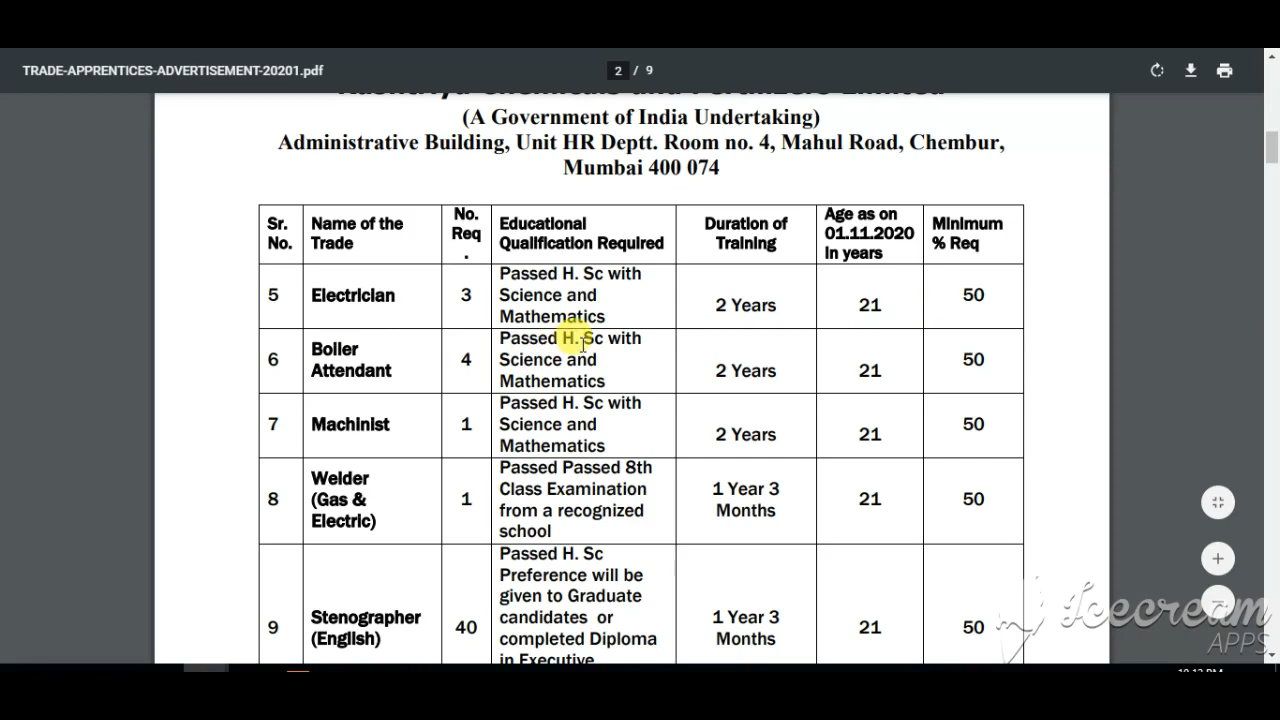 TRADE-APPRENTICES-ADVERTISEMENT-20201.pdf
2 / 9
(A Government of India Undertaking)
Administrative Building, Unit HR Deptt. Room no. 4, Mahul Road, Chembur,
Mumbai 400 074
Sr. No. Name of the Trade No. Req . Educational Qualification Required Duration of Training Age as on 01.11.2020 in years Minimum % Req
5 Electrician 3 Passed H. Sc with Science and Mathematics 2 Years 21 50
6 Boiler Attendant 4 Passed H. Sc with Science and Mathematics 2 Years 21 50
7 Machinist 1 Passed H. Sc with Science and Mathematics 2 Years 21 50
8 Welder (Gas & Electric) 1 Passed Passed 8th Class Examination from a recognized school 1 Year 3 Months 21 50
9 Stenographer (English) 40 Passed H. Sc Preference will be given to Graduate candidates or completed Diploma in Executive 1 Year 3 Months 21 50
Icecream
APPS